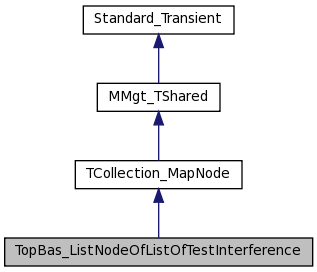 Standard_Transient
MMgt_TShared
TCollection_MapNode
TopBas_ListNodeOfListOfTestInterference